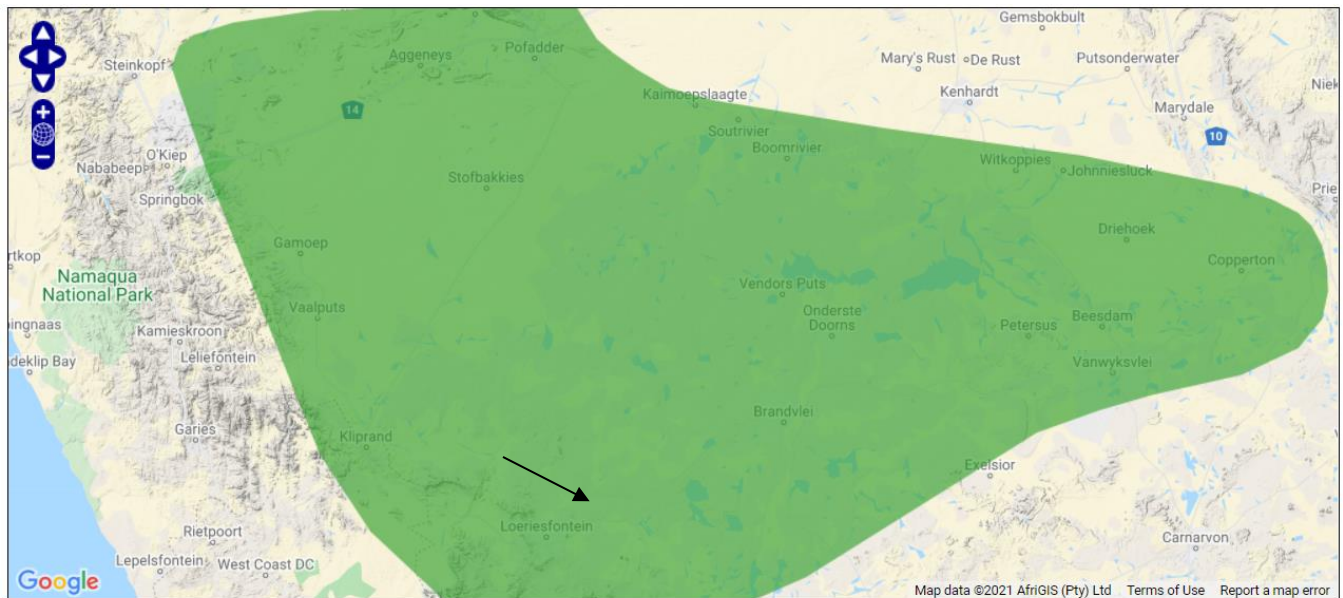 Gemsbokbult
Steinkopf
Aggeneys
Pofadder
Mary's Rust
De Rust
Putsonderwater
Kaimoepslaagte
Kenhardt
Niek
Marydale
14
Soutrivier
Boomrivier
10
O'Kiep
Nababeep
Witkoppies
Johnniesluck
Stofbakkies
Springbok
Prie
Driehoek
Gamoep
rtkop
Copperton
Namaqua
National Park
Vendors Puts
Vaalputs
Onderste
Doorns
Beesdam
pingnaas
Kamieskroon
Petersus
Leliefontein
deklip Bay
Vanwyksvlei
Brandvlei
Garies
Kliprand
Exelsior
Loeriesfontein
Rietpoort
Carnarvon
Lepelsfontein
West Coast DC
Google
Map data ©2021 AfriGIS (Pty) Ltd Terms of Use Report a map error